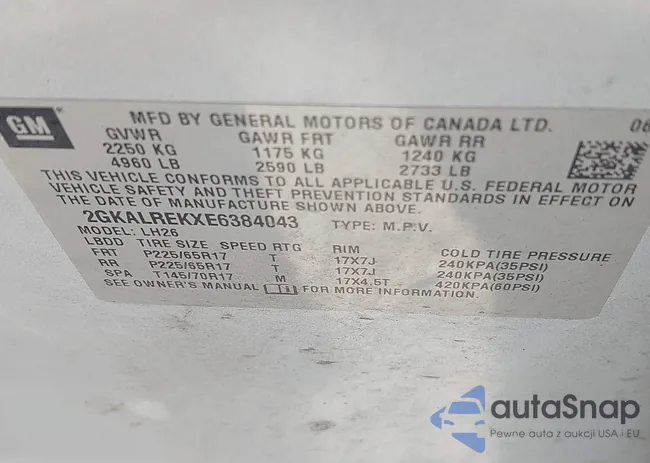 GM
MFD BY GENERAL MOTORS OF CANADA LTD. 06
GVWR GAWR FRT GAWR RR
2250 KG 1175 KG 1240 KG
4960 LB 2590 LB 2733 LB
THIS VEHICLE CONFORMS TO ALL APPLICABLE U.S. FEDERAL MOTOR
VEHICLE SAFETY AND THEFT PREVENTION STANDARDS IN EFFECT ON
THE DATE OF MANUFACTURE SHOWN ABOVE.
2GKALREKXE6384043 TYPE: M.P.V.
MODEL: LH26
LBDD TIRE SIZE SPEED RTG RIM COLD TIRE PRESSURE
FRT P225/65R17 T 17X7J 240KPA(35PSI)
RR P225/65R17 T 17X7J 240KPA(35PSI)
SPA T145/70R17 M 17X4.5T 420KPA(60PSI)
SEE OWNER'S MANUAL FOR MORE INFORMATION.
autaSnap
Pewne auta z aukcji USA i EU